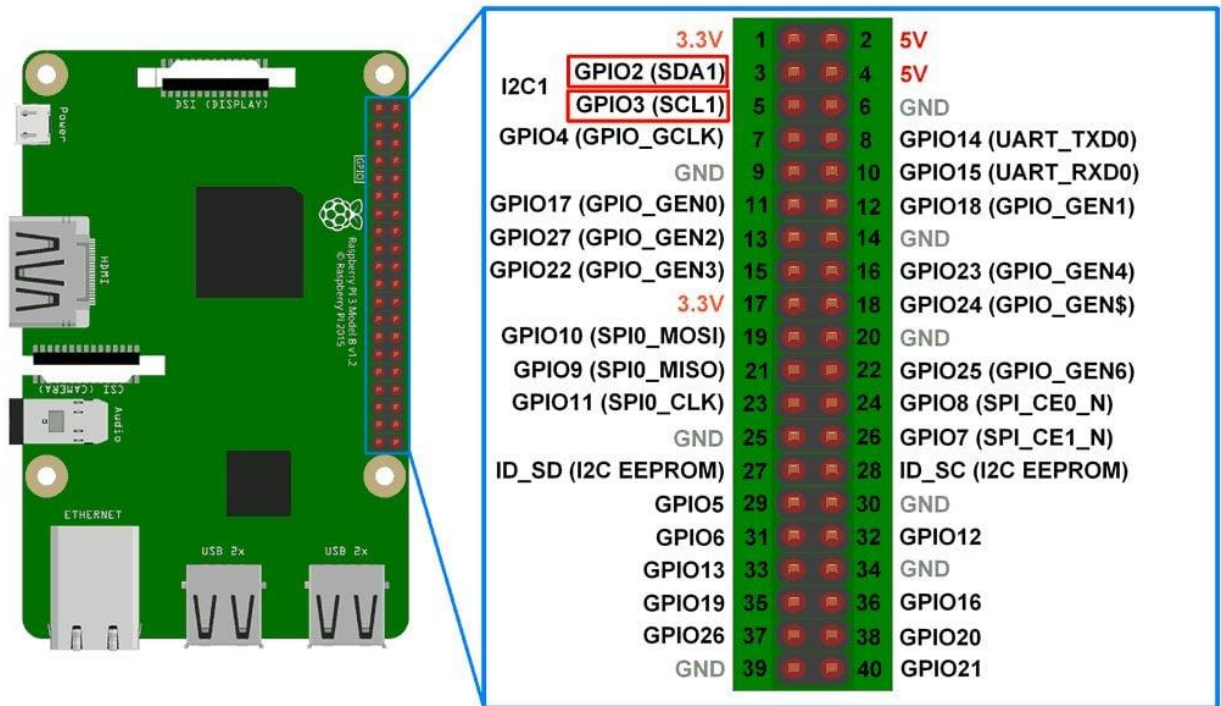 DSI (DISPLAY)
Power
HDMI
GPIO
Raspberry Pi 3 Model B v1.2
© Raspberry Pi 2015
CSI (CAMERA)
Audio
ETHERNET
USB 2x
USB 2x
I2C1
3.3V 1 2 5V
GPIO2 (SDA1) 3 4 5V
GPIO3 (SCL1) 5 6 GND
GPIO4 (GPIO_GCLK) 7 8 GPIO14 (UART_TXD0)
GND 9 10 GPIO15 (UART_RXD0)
GPIO17 (GPIO_GEN0) 11 12 GPIO18 (GPIO_GEN1)
GPIO27 (GPIO_GEN2) 13 14 GND
GPIO22 (GPIO_GEN3) 15 16 GPIO23 (GPIO_GEN4)
3.3V 17 18 GPIO24 (GPIO_GEN$)
GPIO10 (SPI0_MOSI) 19 20 GND
GPIO9 (SPI0_MISO) 21 22 GPIO25 (GPIO_GEN6)
GPIO11 (SPI0_CLK) 23 24 GPIO8 (SPI_CE0_N)
GND 25 26 GPIO7 (SPI_CE1_N)
ID_SD (I2C EEPROM) 27 28 ID_SC (I2C EEPROM)
GPIO5 29 30 GND
GPIO6 31 32 GPIO12
GPIO13 33 34 GND
GPIO19 35 36 GPIO16
GPIO26 37 38 GPIO20
GND 39 40 GPIO21